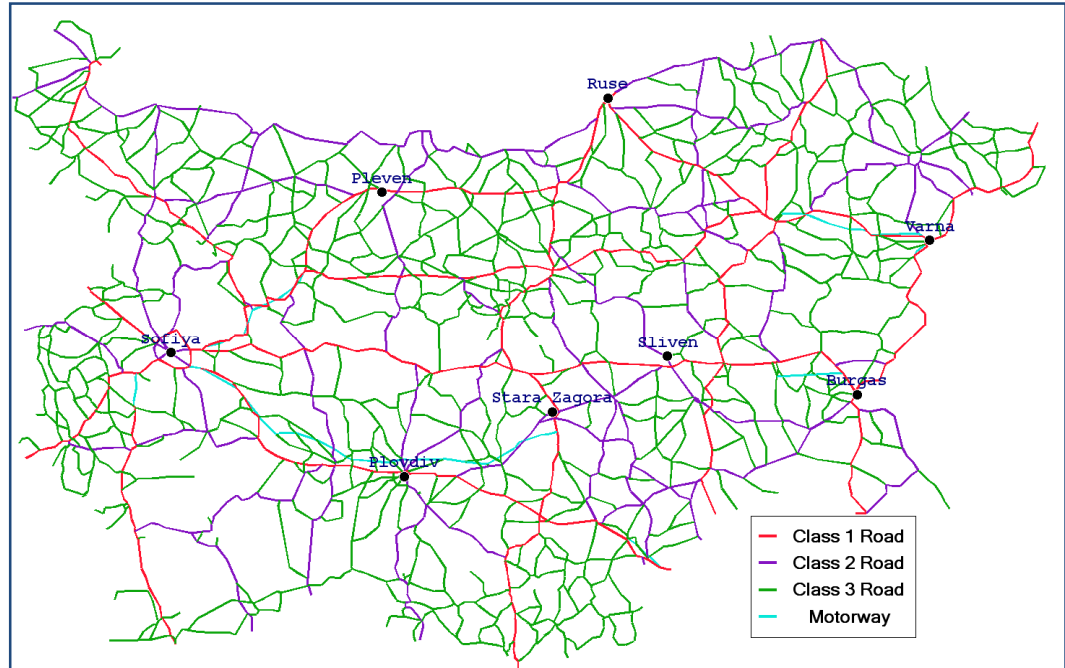 Ruse
Pleven
Varna
Sofiya
Sliven
Burgas
Stara Zagora
Plovdiv
Class 1 Road
Class 2 Road
Class 3 Road
Motorway